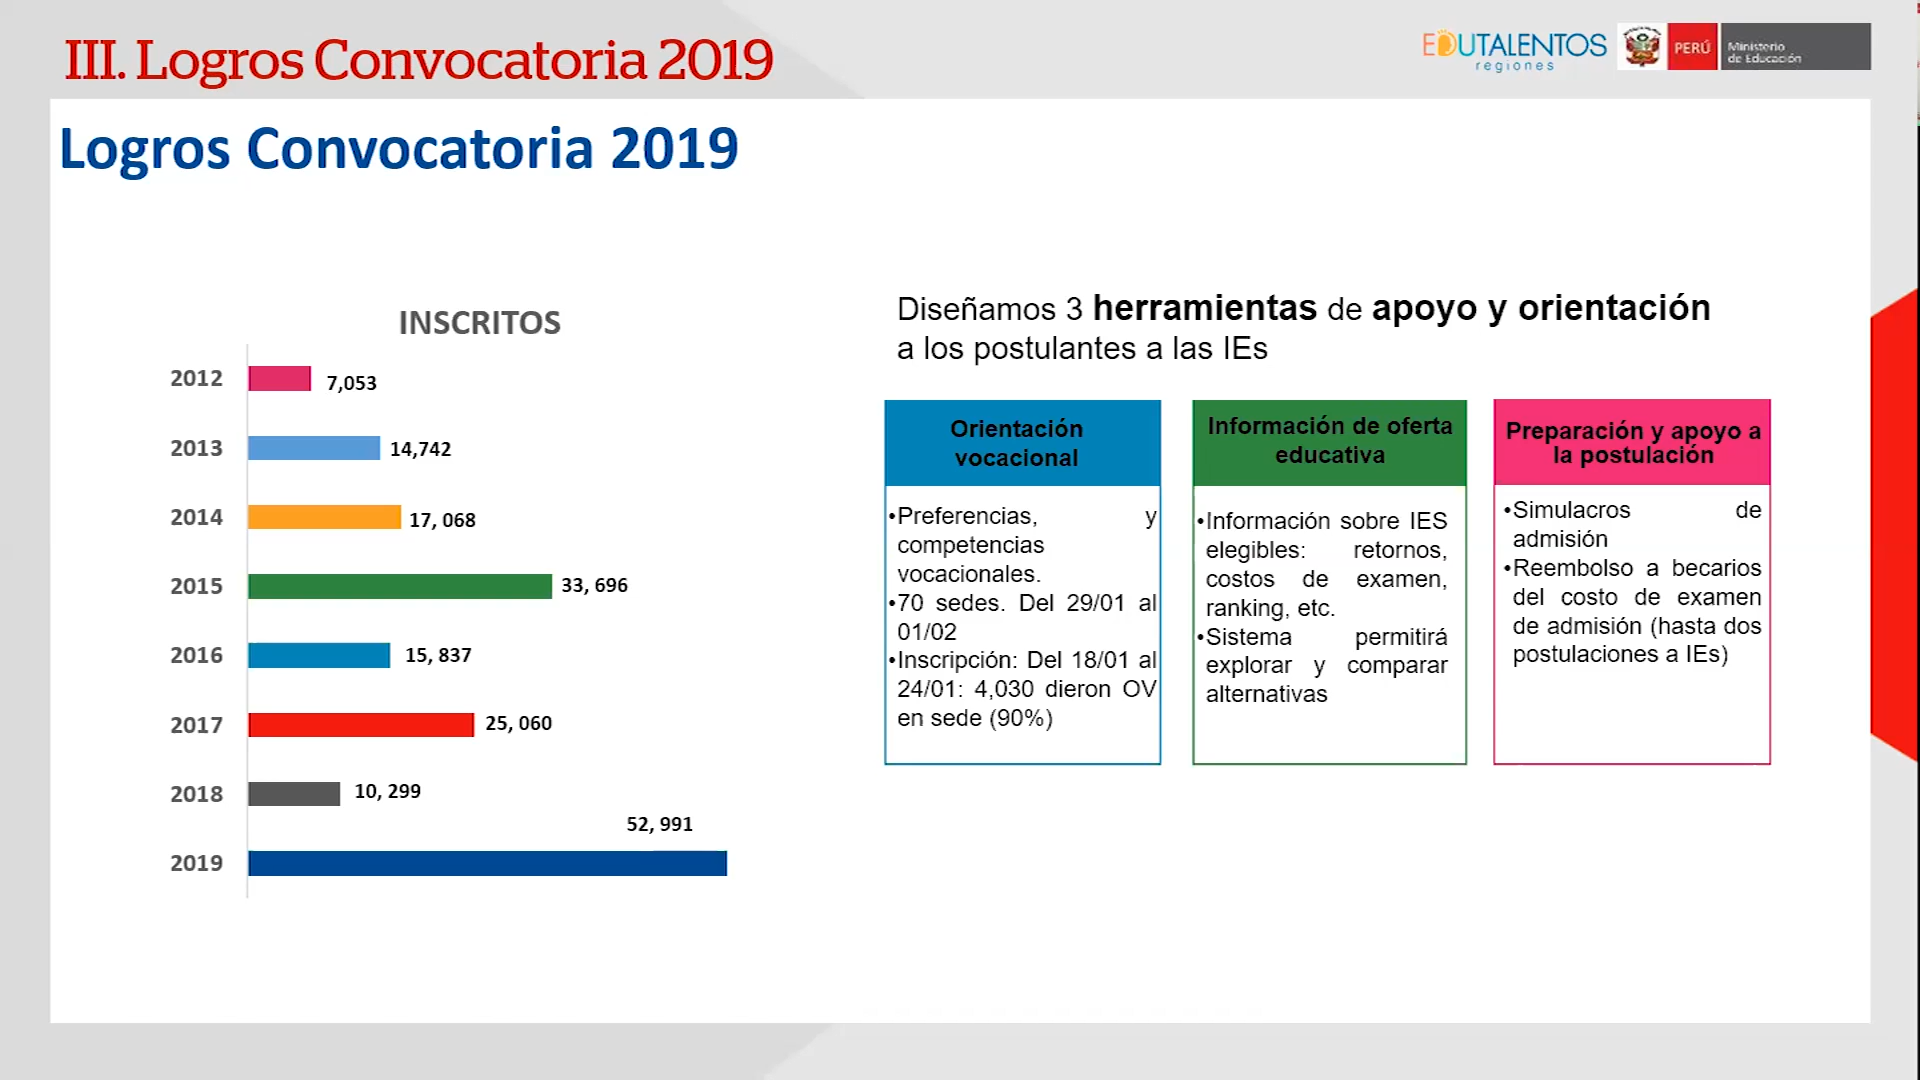 III. Logros Convocatoria 2019
EDUTALENTOS
regiones
PERÚ
Ministerio
de Educación
Logros Convocatoria 2019
INSCRITOS
2012 7,053
2013 14,742
2014 17, 068
2015 33, 696
2016 15, 837
2017 25, 060
2018 10, 299
52, 991
2019
Diseñamos 3 herramientas de apoyo y orientación
a los postulantes a las IEs
Orientación
vocacional
•Preferencias, y
competencias
vocacionales.
•70 sedes. Del 29/01 al
01/02
•Inscripción: Del 18/01 al
24/01: 4,030 dieron OV
en sede (90%)
Información de oferta
educativa
•Información sobre IES
elegibles: retornos,
costos de examen,
ranking, etc.
•Sistema permitirá
explorar y comparar
alternativas
Preparación y apoyo a
la postulación
•Simulacros de
admisión
•Reembolso a becarios
del costo de examen
de admisión (hasta dos
postulaciones a IEs)